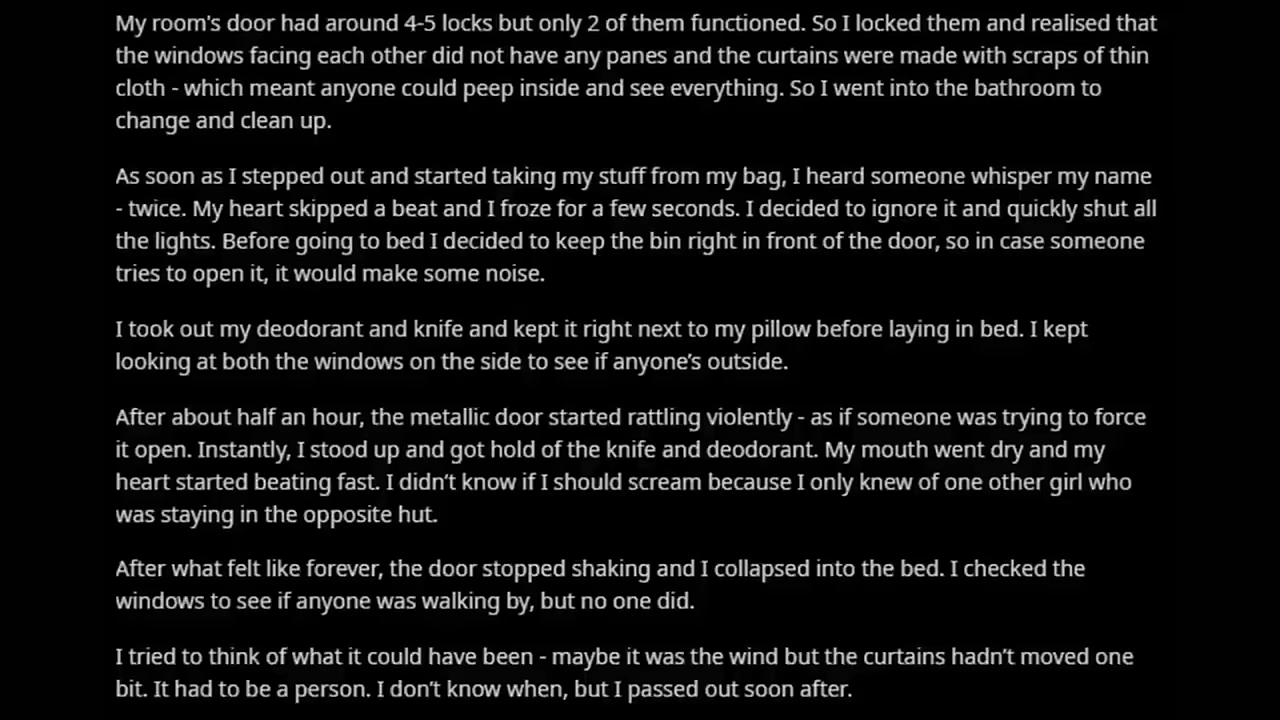 My room's door had around 4-5 locks but only 2 of them functioned. So I locked them and realised that
the windows facing each other did not have any panes and the curtains were made with scraps of thin
cloth - which meant anyone could peep inside and see everything. So I went into the bathroom to
change and clean up.
As soon as I stepped out and started taking my stuff from my bag, I heard someone whisper my name
- twice. My heart skipped a beat and I froze for a few seconds. I decided to ignore it and quickly shut all
the lights. Before going to bed I decided to keep the bin right in front of the door, so in case someone
tries to open it, it would make some noise.
I took out my deodorant and knife and kept it right next to my pillow before laying in bed. I kept
looking at both the windows on the side to see if anyone’s outside.
After about half an hour, the metallic door started rattling violently - as if someone was trying to force
it open. Instantly, I stood up and got hold of the knife and deodorant. My mouth went dry and my
heart started beating fast. I didn’t know if I should scream because I only knew of one other girl who
was staying in the opposite hut.
After what felt like forever, the door stopped shaking and I collapsed into the bed. I checked the
windows to see if anyone was walking by, but no one did.
I tried to think of what it could have been - maybe it was the wind but the curtains hadn’t moved one
bit. It had to be a person. I don’t know when, but I passed out soon after.